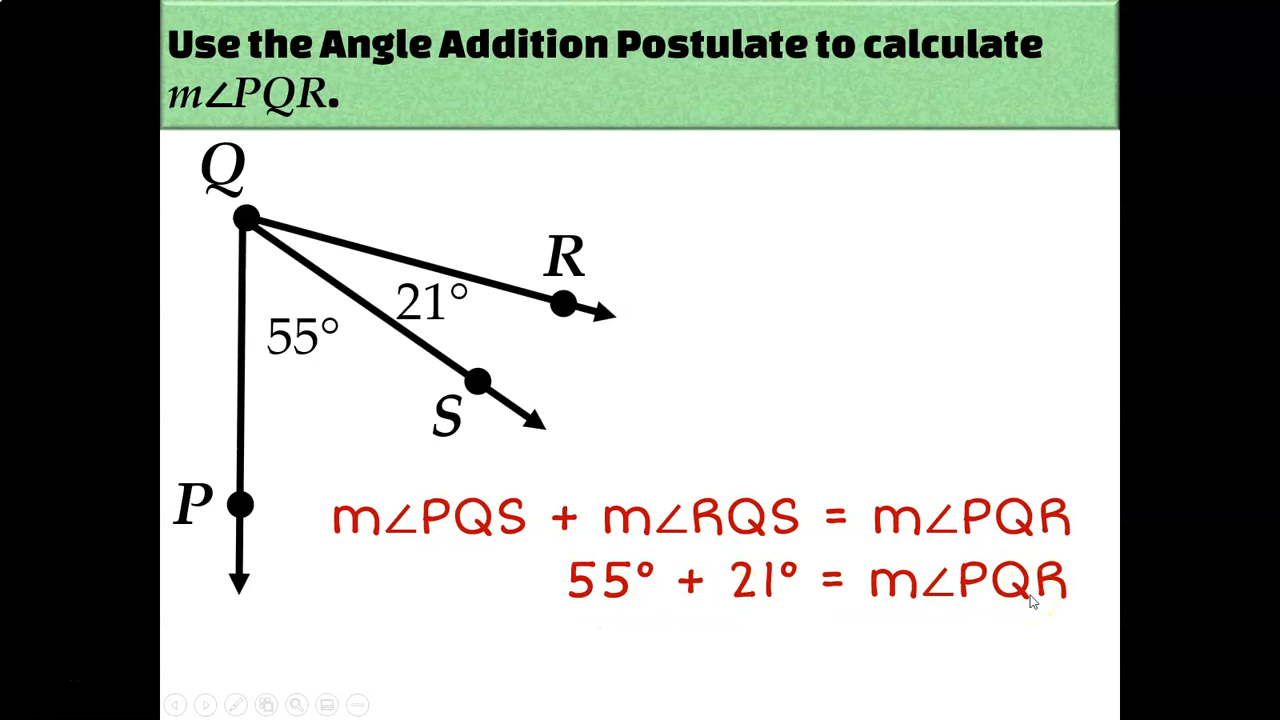 Use the Angle Addition Postulate to calculate
m∠PQR.
Q
R
21°
55°
S
P
m∠PQS + m∠RQS = m∠PQR
55° + 21° = m∠PQR